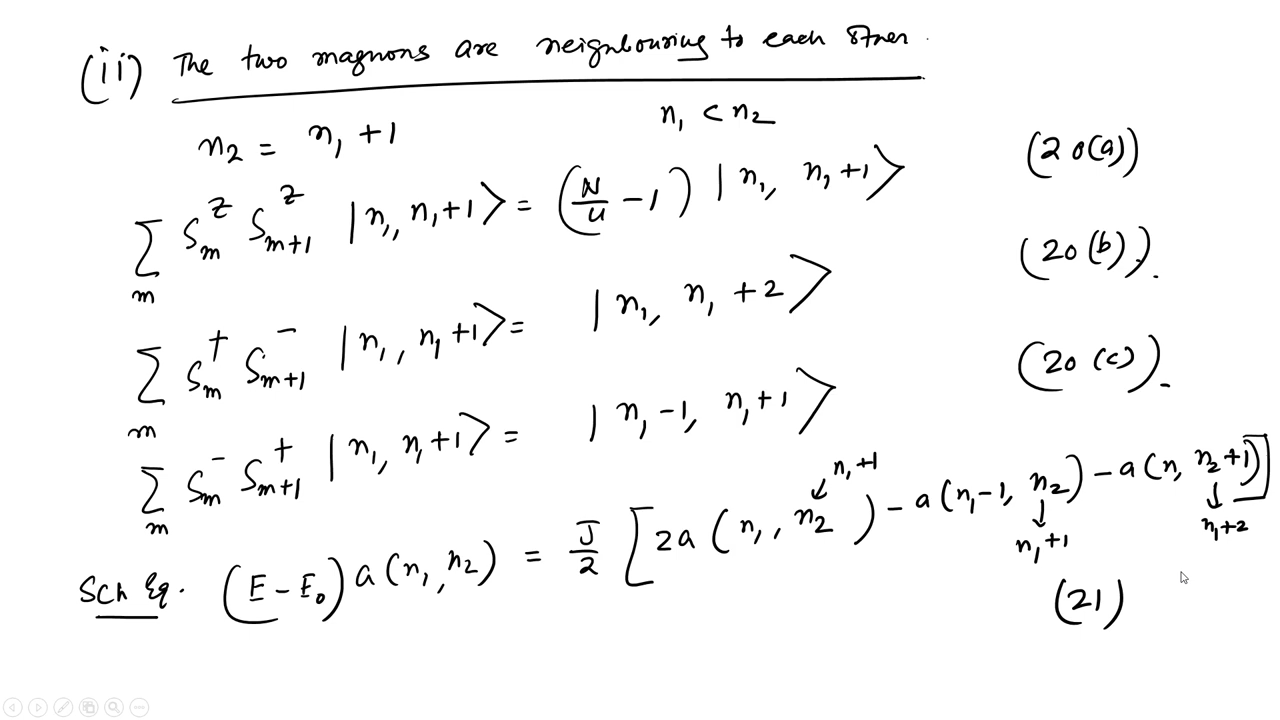 (ii) The two magnons are neighbouring to each other.
n₂ = n₁ + 1    n₁ < n₂
∑ₘ Sₘᶻ Sₘ₊₁ᶻ |n₁, n₁+1⟩ = (N/4 − 1) |n₁, n₁+1⟩    (20(a))
∑ₘ Sₘ⁺ Sₘ₊₁⁻ |n₁, n₁+1⟩ = |n₁, n₁+2⟩    (20(b)).
∑ₘ Sₘ⁻ Sₘ₊₁⁺ |n₁, n₁+1⟩ = |n₁−1, n₁+1⟩    (20(c)).
n₁+1
Sch Eq. (E − E₀) a(n₁, n₂) = J/2 [2a(n₁, n₂) − a(n₁−1, n₂) − a(n, n₂+1)]
n₁+1    n₁+2
(21)